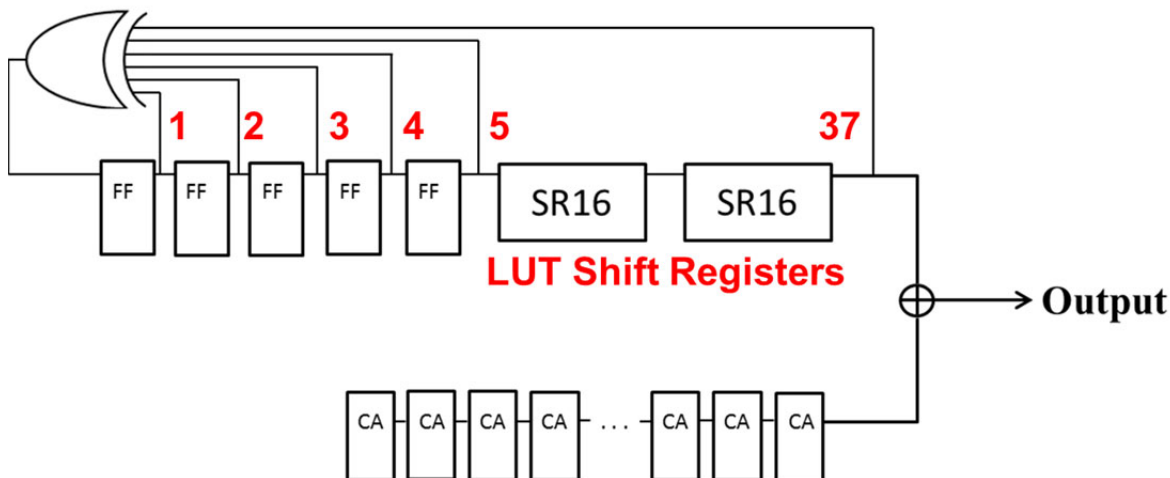 1 2 3 4 5 37
FF FF FF FF FF SR16 SR16
LUT Shift Registers
Output
CA CA CA CA ... CA CA CA